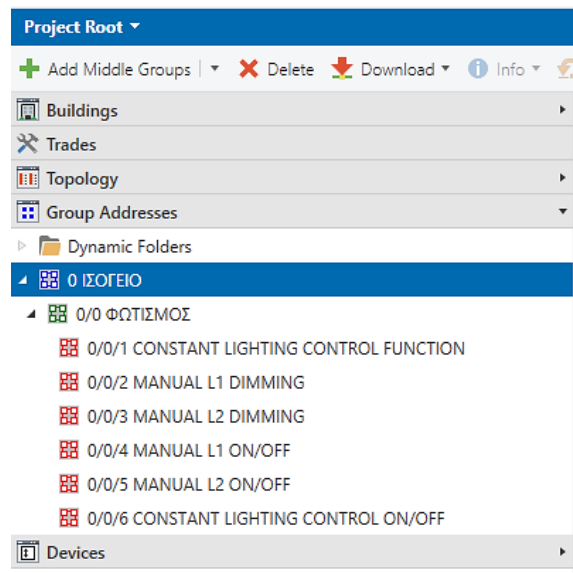 Project Root
Add Middle Groups Delete Download Info
Buildings
Trades
Topology
Group Addresses
Dynamic Folders
0 ΙΣΟΓΕΙΟ
0/0 ΦΩΤΙΣΜΟΣ
0/0/1 CONSTANT LIGHTING CONTROL FUNCTION
0/0/2 MANUAL L1 DIMMING
0/0/3 MANUAL L2 DIMMING
0/0/4 MANUAL L1 ON/OFF
0/0/5 MANUAL L2 ON/OFF
0/0/6 CONSTANT LIGHTING CONTROL ON/OFF
Devices